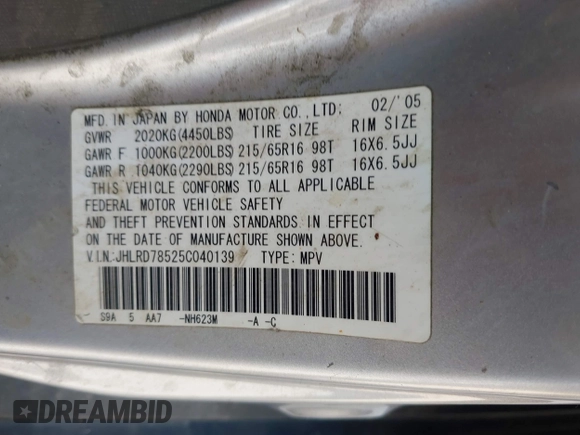 MFD. IN JAPAN BY HONDA MOTOR CO., LTD; 02/'05
GVWR 2020KG(4450LBS) TIRE SIZE RIM SIZE
GAWR F 1000KG(2200LBS) 215/65R16 98T 16X6.5JJ
GAWR R 1040KG(2290LBS) 215/65R16 98T 16X6.5JJ
THIS VEHICLE CONFORMS TO ALL APPLICABLE
FEDERAL MOTOR VEHICLE SAFETY
AND THEFT PREVENTION STANDARDS IN EFFECT
ON THE DATE OF MANUFACTURE SHOWN ABOVE.
V.I.N.:JHLRD78525C040139 TYPE: MPV
S9A 5 AA7 -NH623M -A -C
DREAMBID